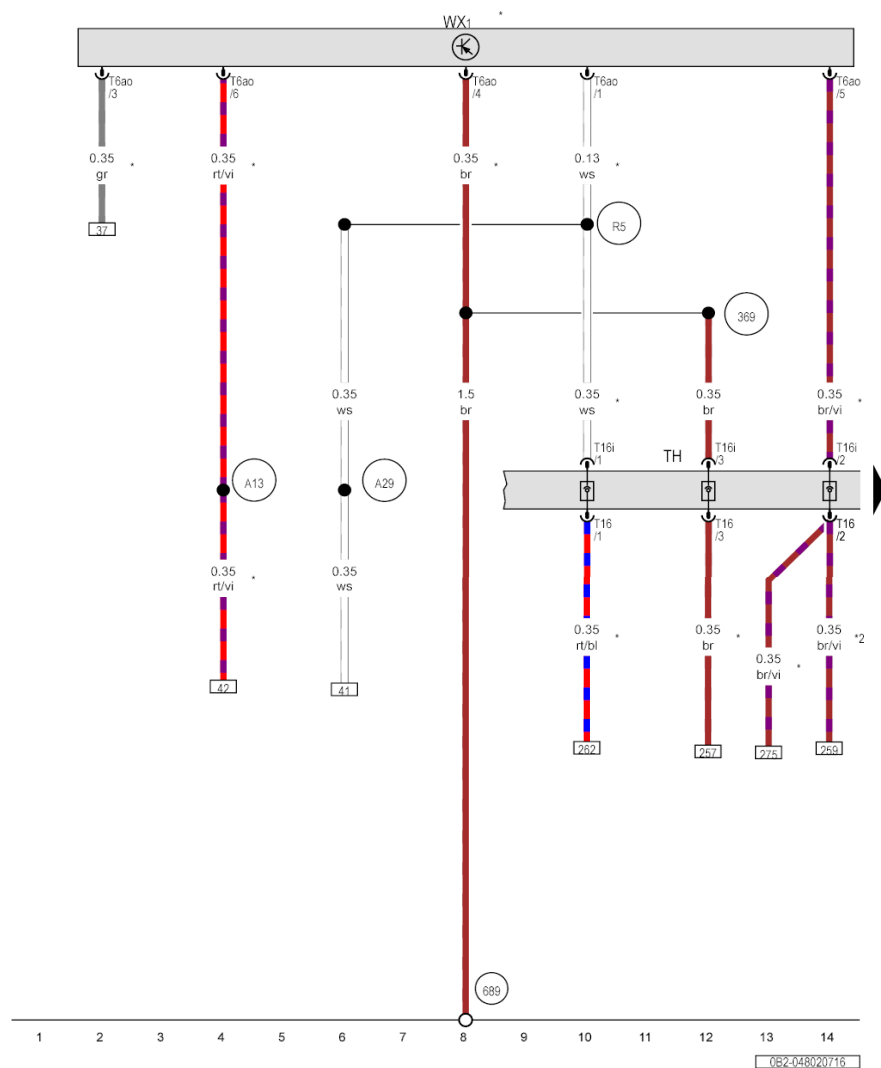 WX1 *
T6ao
/3
T6ao
/6
T6ao
/4
T6ao
/1
T6ao
/5
0.35
gr *
0.35
rt/vi *
0.35
br *
0.13
ws *
0.35
br/vi *
37
R5
369
0.35
ws
1.5
br
0.35
ws *
0.35
br
T16i
/1
TH
T16i
/3
T16i
/2
A13
A29
T16
/1
T16
/3
T16
/2
0.35
rt/vi *
0.35
ws
0.35
rt/bl *
0.35
br *
0.35
br/vi *
0.35
br/vi *2
42
41
262
257
275
259
689
1 2 3 4 5 6 7 8 9 10 11 12 13 14
0B2-048020716